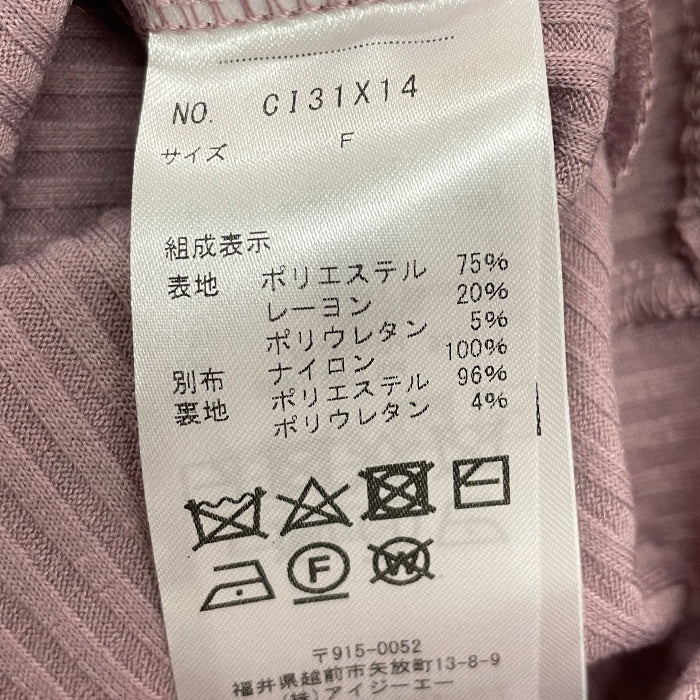 NO. CI31X14
サイズ F
組成表示
表地 ポリエステル 75%
レーヨン 20%
ポリウレタン 5%
別布 ナイロン 100%
裏地 ポリエステル 96%
ポリウレタン 4%
F W
〒915-0052
福井県越前市矢放町13-8-9
(株)アイジーエー